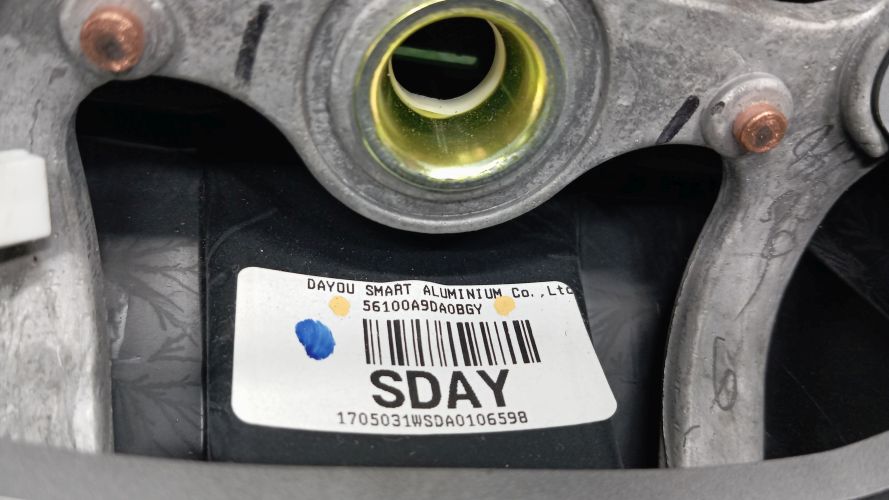 DAYOU SMART ALUMINIUM Co.,Ltd
56100A9DA0BGY
SDAY
1705031WSDA0106598